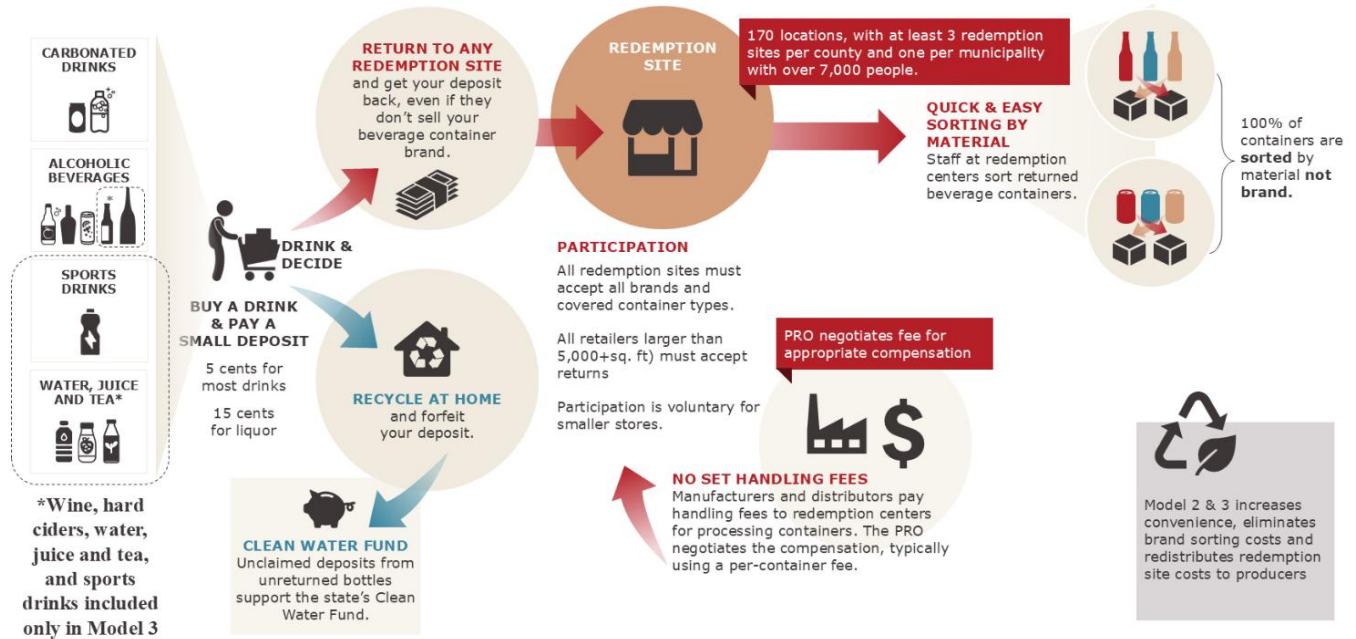 CARBONATED
DRINKS
ALCOHOLIC
BEVERAGES
*
SPORTS
DRINKS
WATER, JUICE
AND TEA*
*Wine, hard
ciders, water,
juice and tea,
and sports
drinks included
only in Model 3
BUY A DRINK
& PAY A
SMALL DEPOSIT
5 cents for
most drinks
15 cents
for liquor
DRINK &
DECIDE
RETURN TO ANY
REDEMPTION SITE
and get your deposit
back, even if they
don't sell your
beverage container
brand.
RECYCLE AT HOME
and forfeit
your deposit.
CLEAN WATER FUND
Unclaimed deposits from
unreturned bottles
support the state's Clean
Water Fund.
REDEMPTION
SITE
170 locations, with at least 3 redemption
sites per county and one per municipality
with over 7,000 people.
PARTICIPATION
All redemption sites must
accept all brands and
covered container types.
All retailers larger than
5,000+sq. ft) must accept
returns
Participation is voluntary for
smaller stores.
PRO negotiates fee for
appropriate compensation
$
NO SET HANDLING FEES
Manufacturers and distributors pay
handling fees to redemption centers
for processing containers. The PRO
negotiates the compensation, typically
using a per-container fee.
QUICK & EASY
SORTING BY
MATERIAL
Staff at redemption
centers sort returned
beverage containers.
100% of
containers are
sorted by
material not
brand.
Model 2 & 3 increases
convenience, eliminates
brand sorting costs and
redistributes redemption
site costs to producers